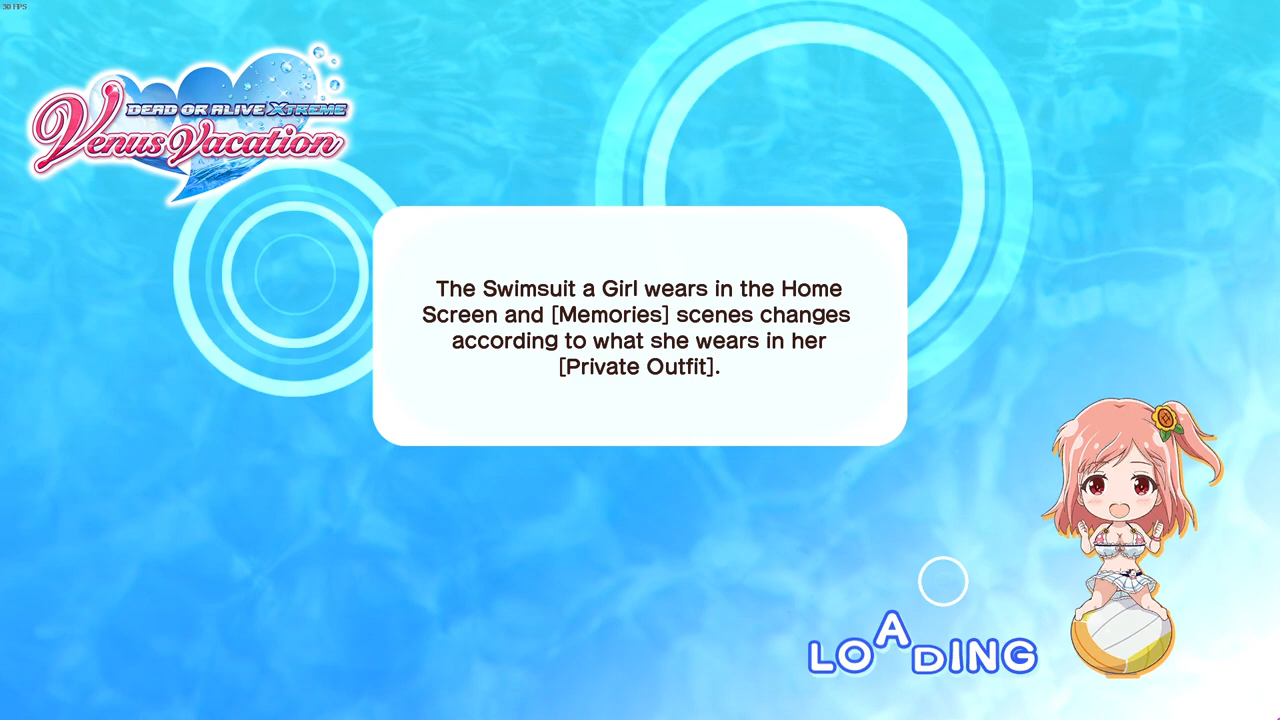 30 FPS
DEAD OR ALIVE XTREME
Venus Vacation
The Swimsuit a Girl wears in the Home
Screen and [Memories] scenes changes
according to what she wears in her
[Private Outfit].
LOADING